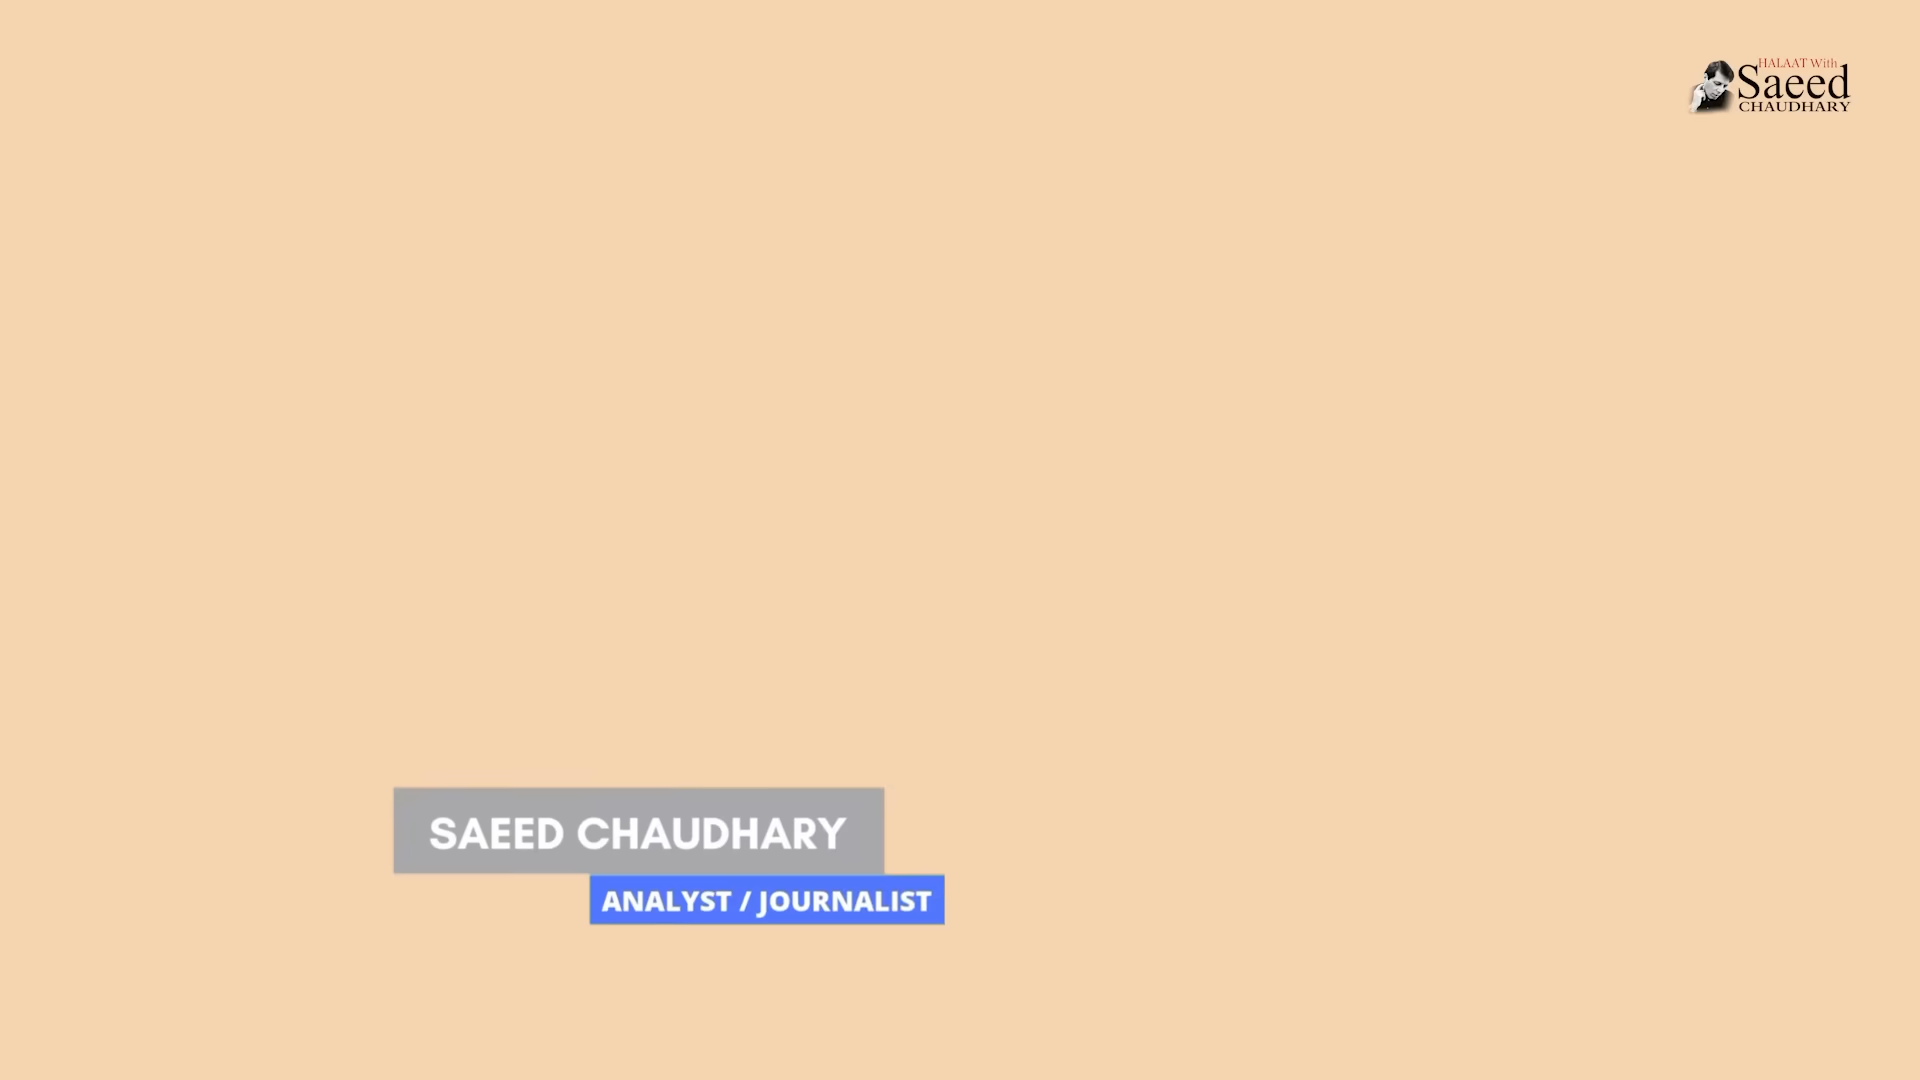 HALAAT With
Saeed
CHAUDHARY
SAEED CHAUDHARY
ANALYST / JOURNALIST